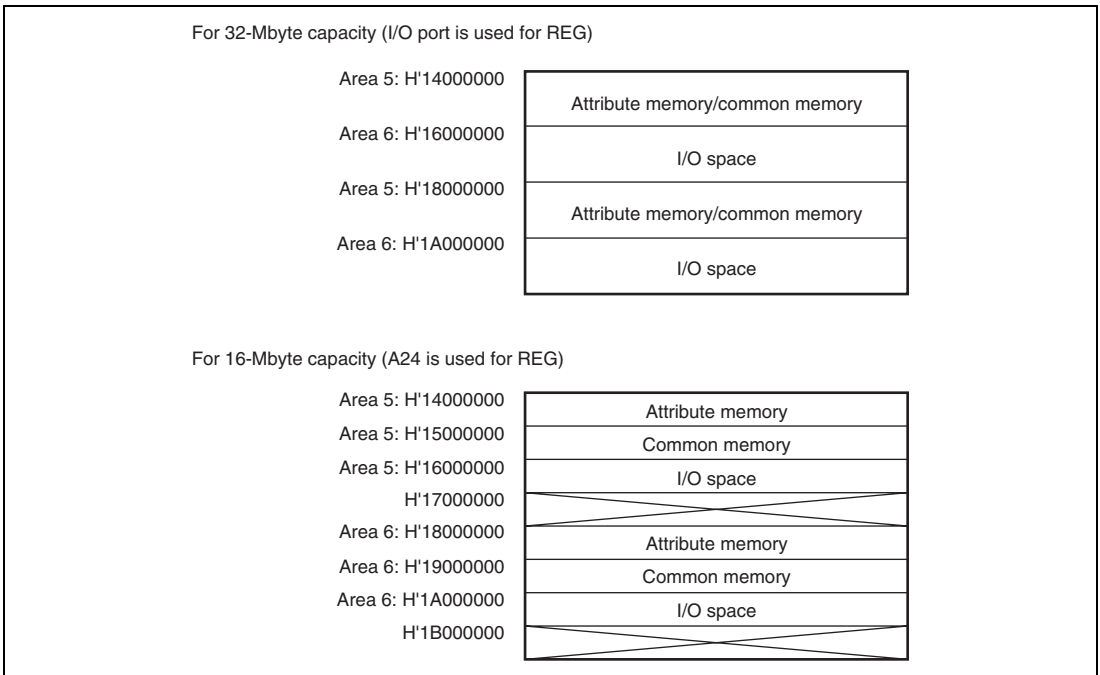 For 32-Mbyte capacity (I/O port is used for REG)
Area 5: H'14000000
Attribute memory/common memory
Area 6: H'16000000
I/O space
Area 5: H'18000000
Attribute memory/common memory
Area 6: H'1A000000
I/O space
For 16-Mbyte capacity (A24 is used for REG)
Area 5: H'14000000
Attribute memory
Area 5: H'15000000
Common memory
Area 5: H'16000000
I/O space
H'17000000
Area 6: H'18000000
Attribute memory
Area 6: H'19000000
Common memory
Area 6: H'1A000000
I/O space
H'1B000000